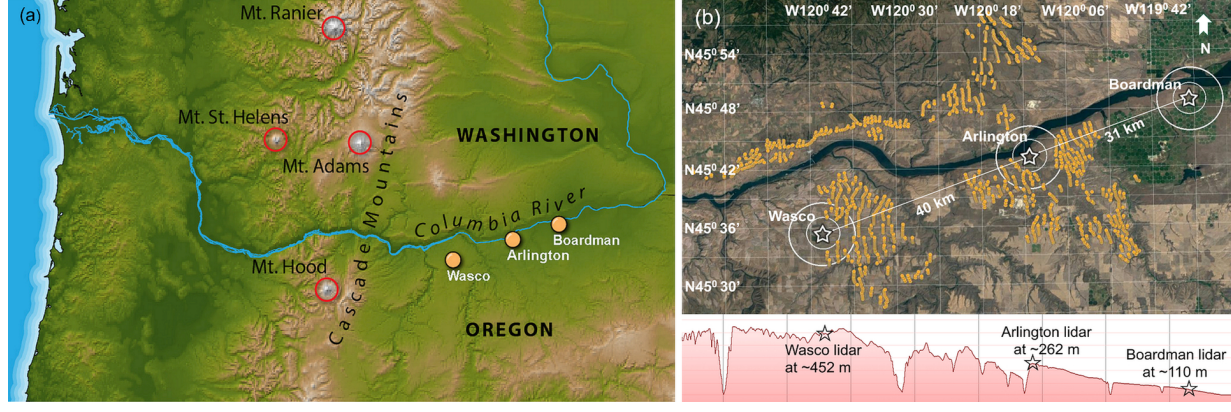 (a)
Mt. Ranier
Mt. St. Helens
Mt. Adams
WASHINGTON
Cascade Mountains
Columbia River
Boardman
Arlington
Wasco
Mt. Hood
OREGON
(b)
W120⁰ 42' W120⁰ 30' W120⁰ 18' W120⁰ 06' W119⁰ 42'
N
N45⁰ 54'
N45⁰ 48'
N45⁰ 42'
N45⁰ 36'
N45⁰ 30'
Boardman
31 km
Arlington
40 km
Wasco
Wasco lidar
at ~452 m
Arlington lidar
at ~262 m
Boardman lidar
at ~110 m